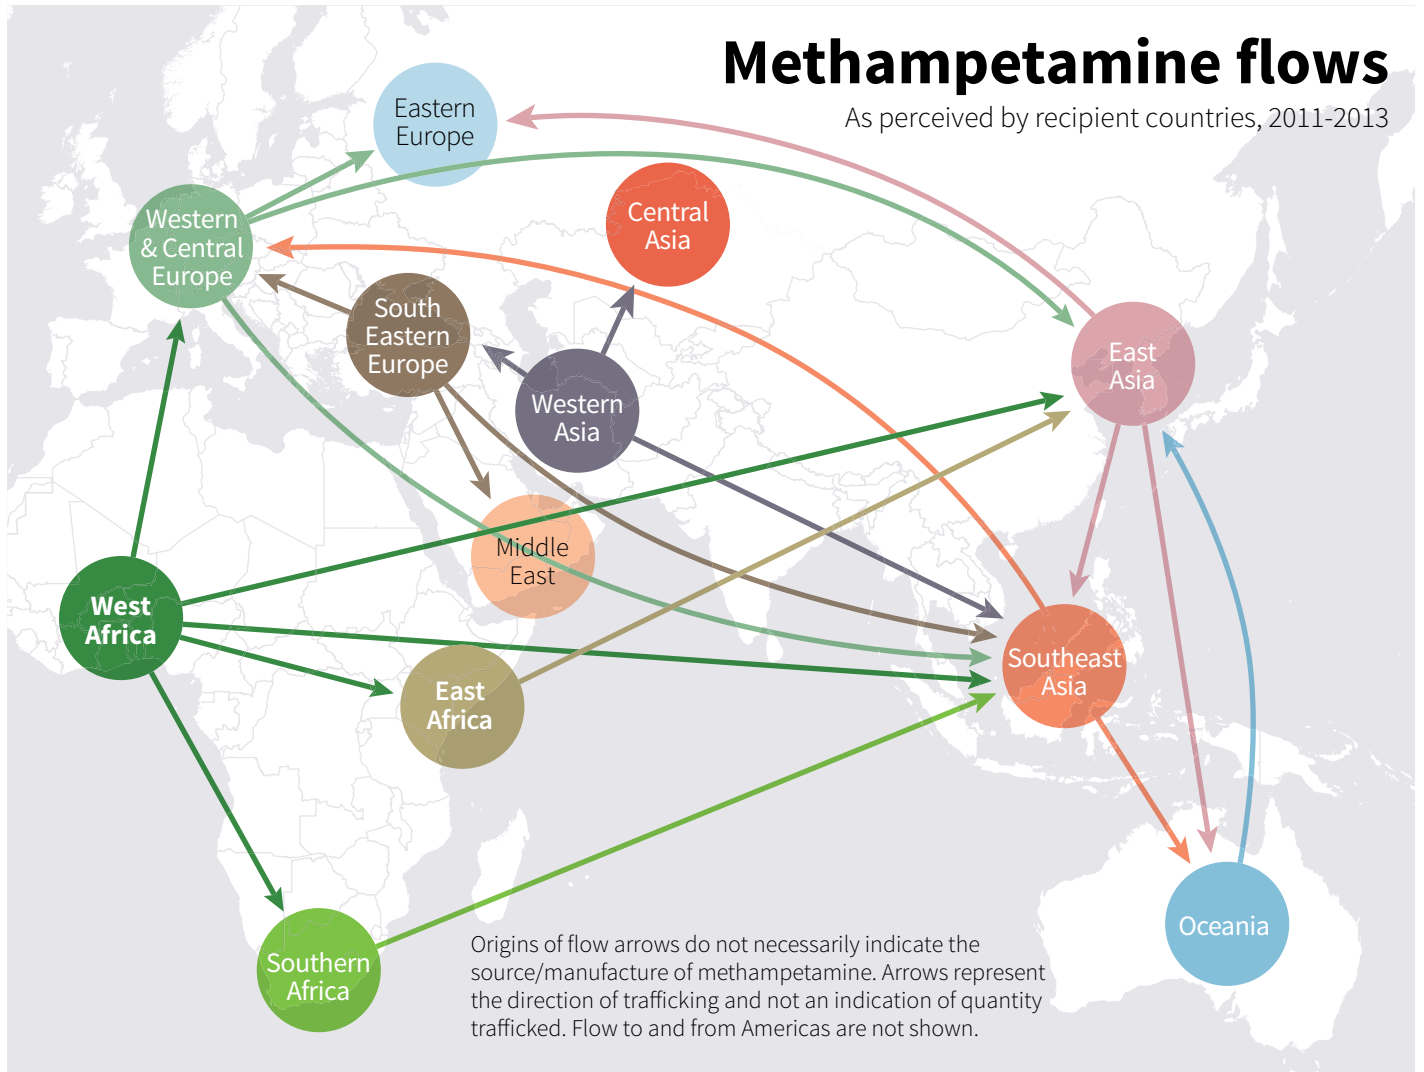 Methampetamine flows
As perceived by recipient countries, 2011-2013
Eastern
Europe
Western
& Central
Europe
Central
Asia
South
Eastern
Europe
Western
Asia
East
Asia
Middle
East
West
Africa
East
Africa
Southeast
Asia
Southern
Africa
Oceania
Origins of flow arrows do not necessarily indicate the
source/manufacture of methampetamine. Arrows represent
the direction of trafficking and not an indication of quantity
trafficked. Flow to and from Americas are not shown.